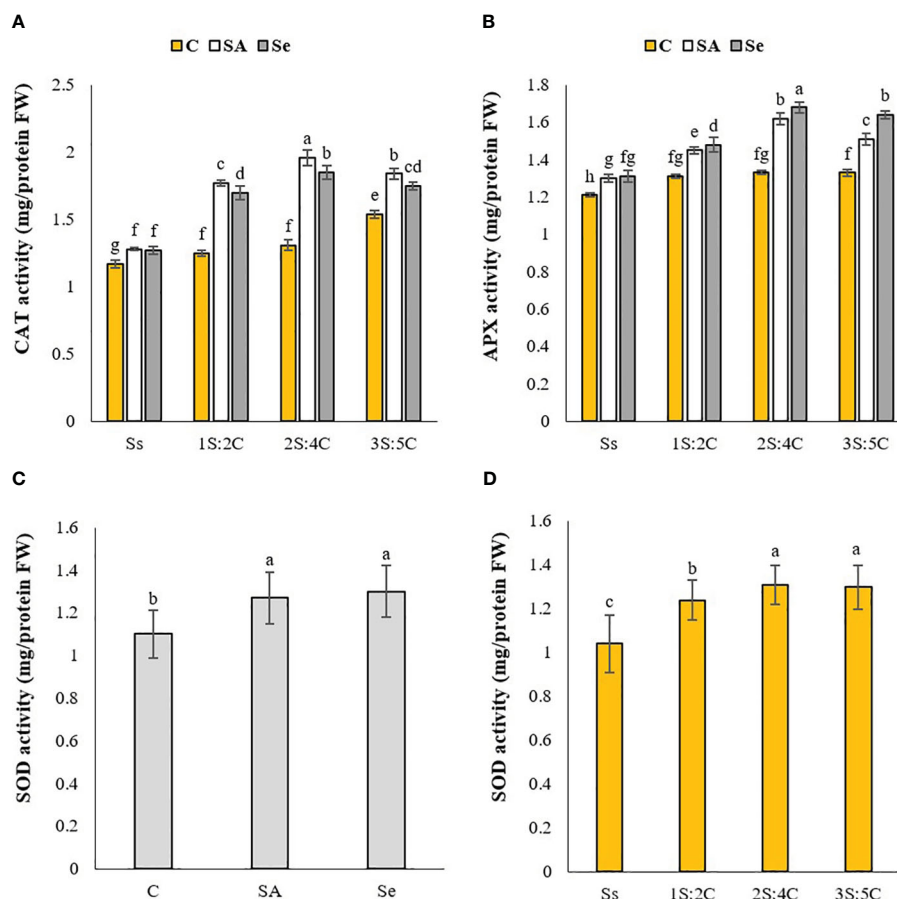 A
C SA Se
CAT activity (mg/protein FW)
2.5
2
1.5
1
0.5
0
g f f
f c d
f a b
e b cd
Ss 1S:2C 2S:4C 3S:5C
B
C SA Se
APX activity (mg/protein FW)
1.8
1.6
1.4
1.2
1
0.8
0.6
0.4
0.2
0
h g fg
fg e d
fg b a
f c b
Ss 1S:2C 2S:4C 3S:5C
C
SOD activity (mg/protein FW)
1.6
1.4
1.2
1
0.8
0.6
0.4
0.2
0
b a a
C SA Se
D
SOD activity (mg/protein FW)
1.6
1.4
1.2
1
0.8
0.6
0.4
0.2
0
c b a a
Ss 1S:2C 2S:4C 3S:5C